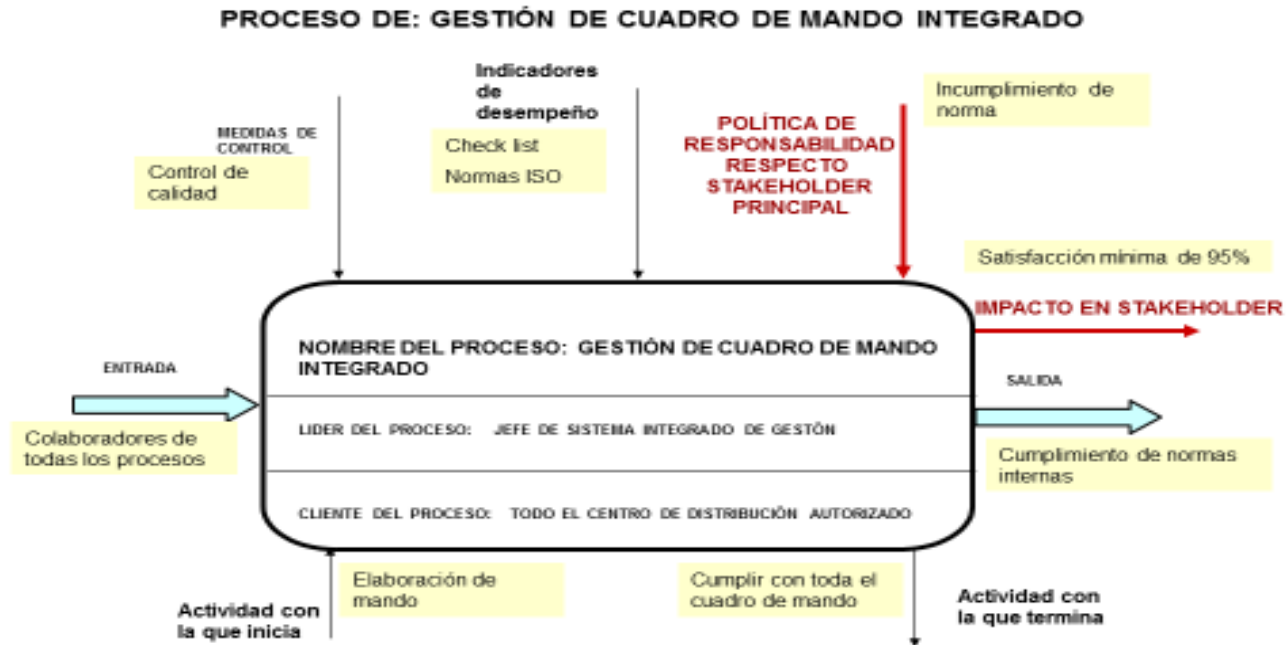 PROCESO DE: GESTIÓN DE CUADRO DE MANDO INTEGRADO
Indicadores
de
desempeño
Check list
Normas ISO
MEDIDAS DE
CONTROL
Control de
calidad
POLÍTICA DE
RESPONSABILIDAD
RESPECTO
STAKEHOLDER
PRINCIPAL
Incumplimiento de
norma
Satisfacción mínima de 95%
IMPACTO EN STAKEHOLDER
ENTRADA
Colaboradores de
todas los procesos
NOMBRE DEL PROCESO: GESTIÓN DE CUADRO DE MANDO
INTEGRADO
LIDER DEL PROCESO: JEFE DE SISTEMA INTEGRADO DE GESTÓN
CLIENTE DEL PROCESO: TODO EL CENTRO DE DISTRIBUCIÓN AUTORIZADO
SALIDA
Cumplimiento de normas
internas
Actividad con
la que inicia
Elaboración de
mando
Cumplir con toda el
cuadro de mando
Actividad con
la que termina